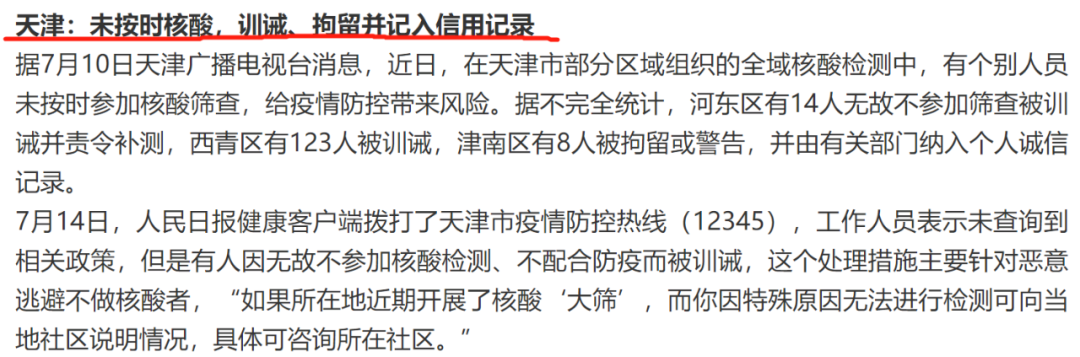 天津：未按时核酸，训诫、拘留并记入信用记录
据7月10日天津广播电视台消息，近日，在天津市部分区域组织的全域核酸检测中，有个别人员
未按时参加核酸筛查，给疫情防控带来风险。据不完全统计，河东区有14人无故不参加筛查被训
诫并责令补测，西青区有123人被训诫，津南区有8人被拘留或警告，并由有关部门纳入个人诚信
记录。
7月14日，人民日报健康客户端拨打了天津市疫情防控热线（12345），工作人员表示未查询到
相关政策，但是有人因无故不参加核酸检测、不配合防疫而被训诫，这个处理措施主要针对恶意
逃避不做核酸者，“如果所在地近期开展了核酸‘大筛’，而你因特殊原因无法进行检测可向当
地社区说明情况，具体可咨询所在社区。”